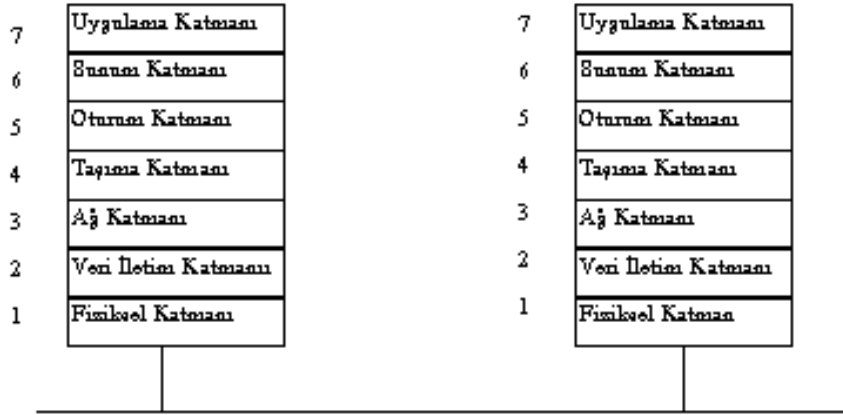 7 Uygulama Katmanı 7 Uygulama Katmanı
6 Sunum Katmanı 6 Sunum Katmanı
5 Oturum Katmanı 5 Oturum Katmanı
4 Taşıma Katmanı 4 Taşıma Katmanı
3 Ağ Katmanı 3 Ağ Katmanı
2 Veri İletim Katmanıı 2 Veri İletim Katmanı
1 Fiziksel Katmanı 1 Fiziksel Katman